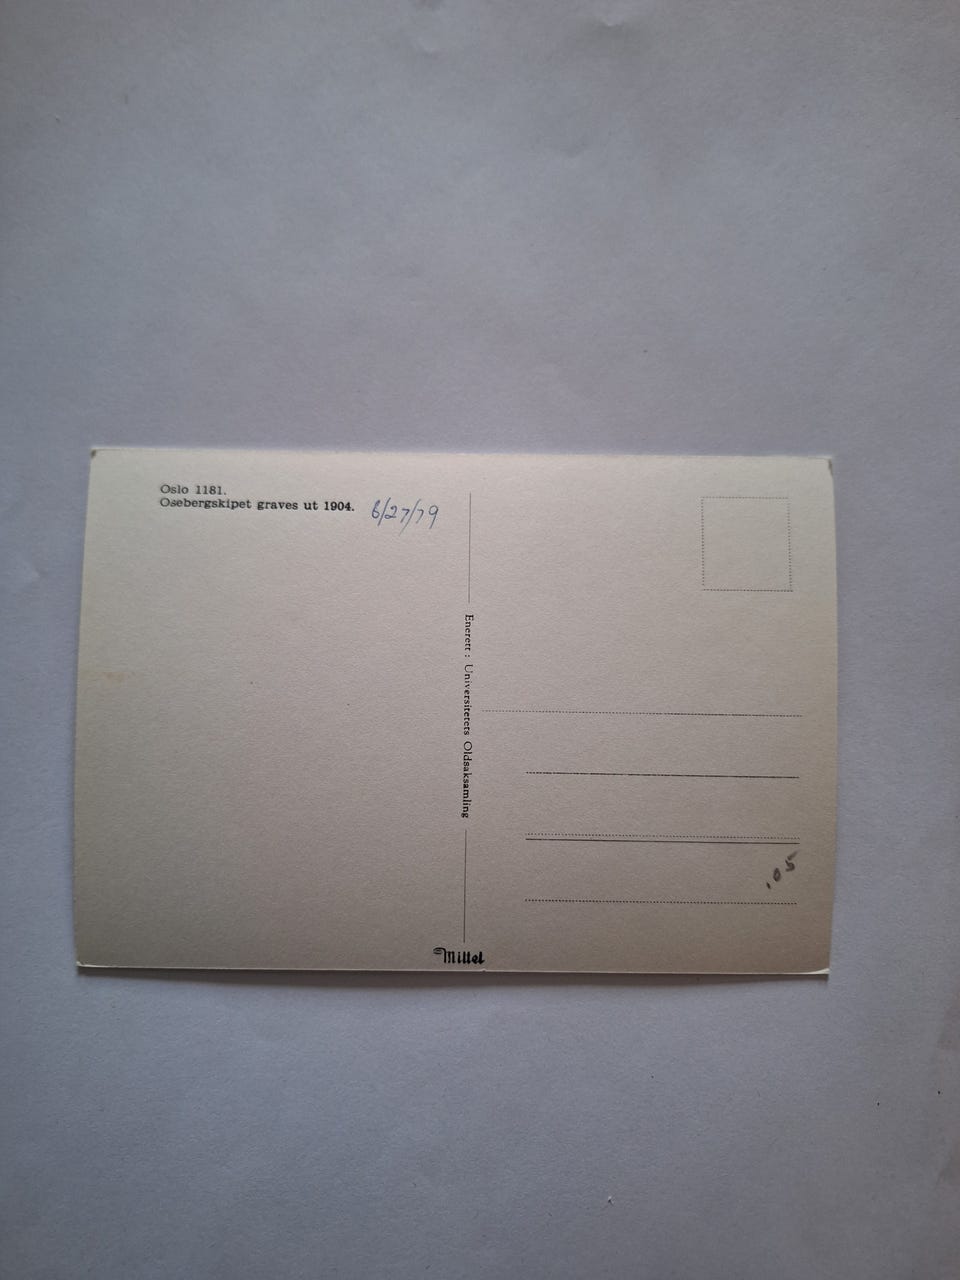 Oslo 1181.
Osebergskipet graves ut 1904. 6/27/79
Enerett : Universitetets Oldsaksamling
.05
Mittet